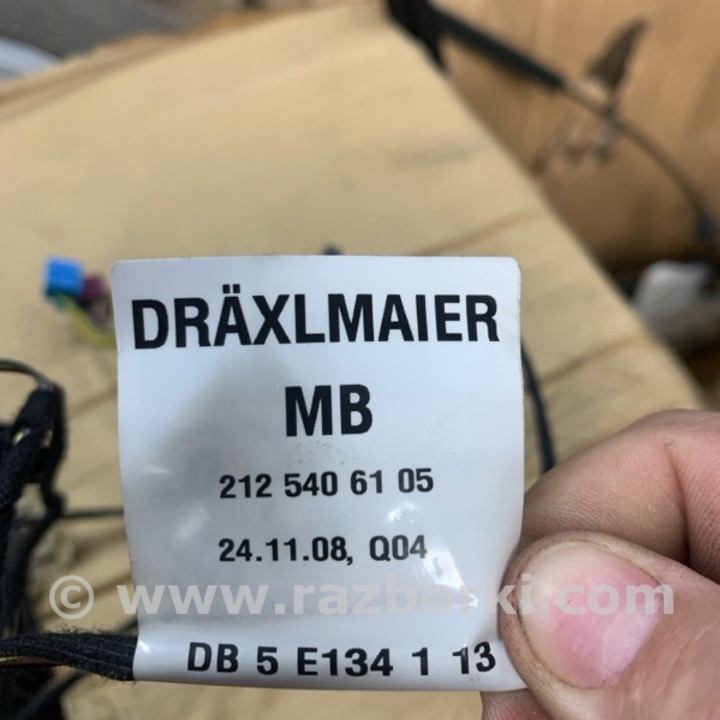 DRÄXLMAIER
MB
212 540 61 05
24.11.08, Q04
© www.razborki.com
DB 5 E134 1 13